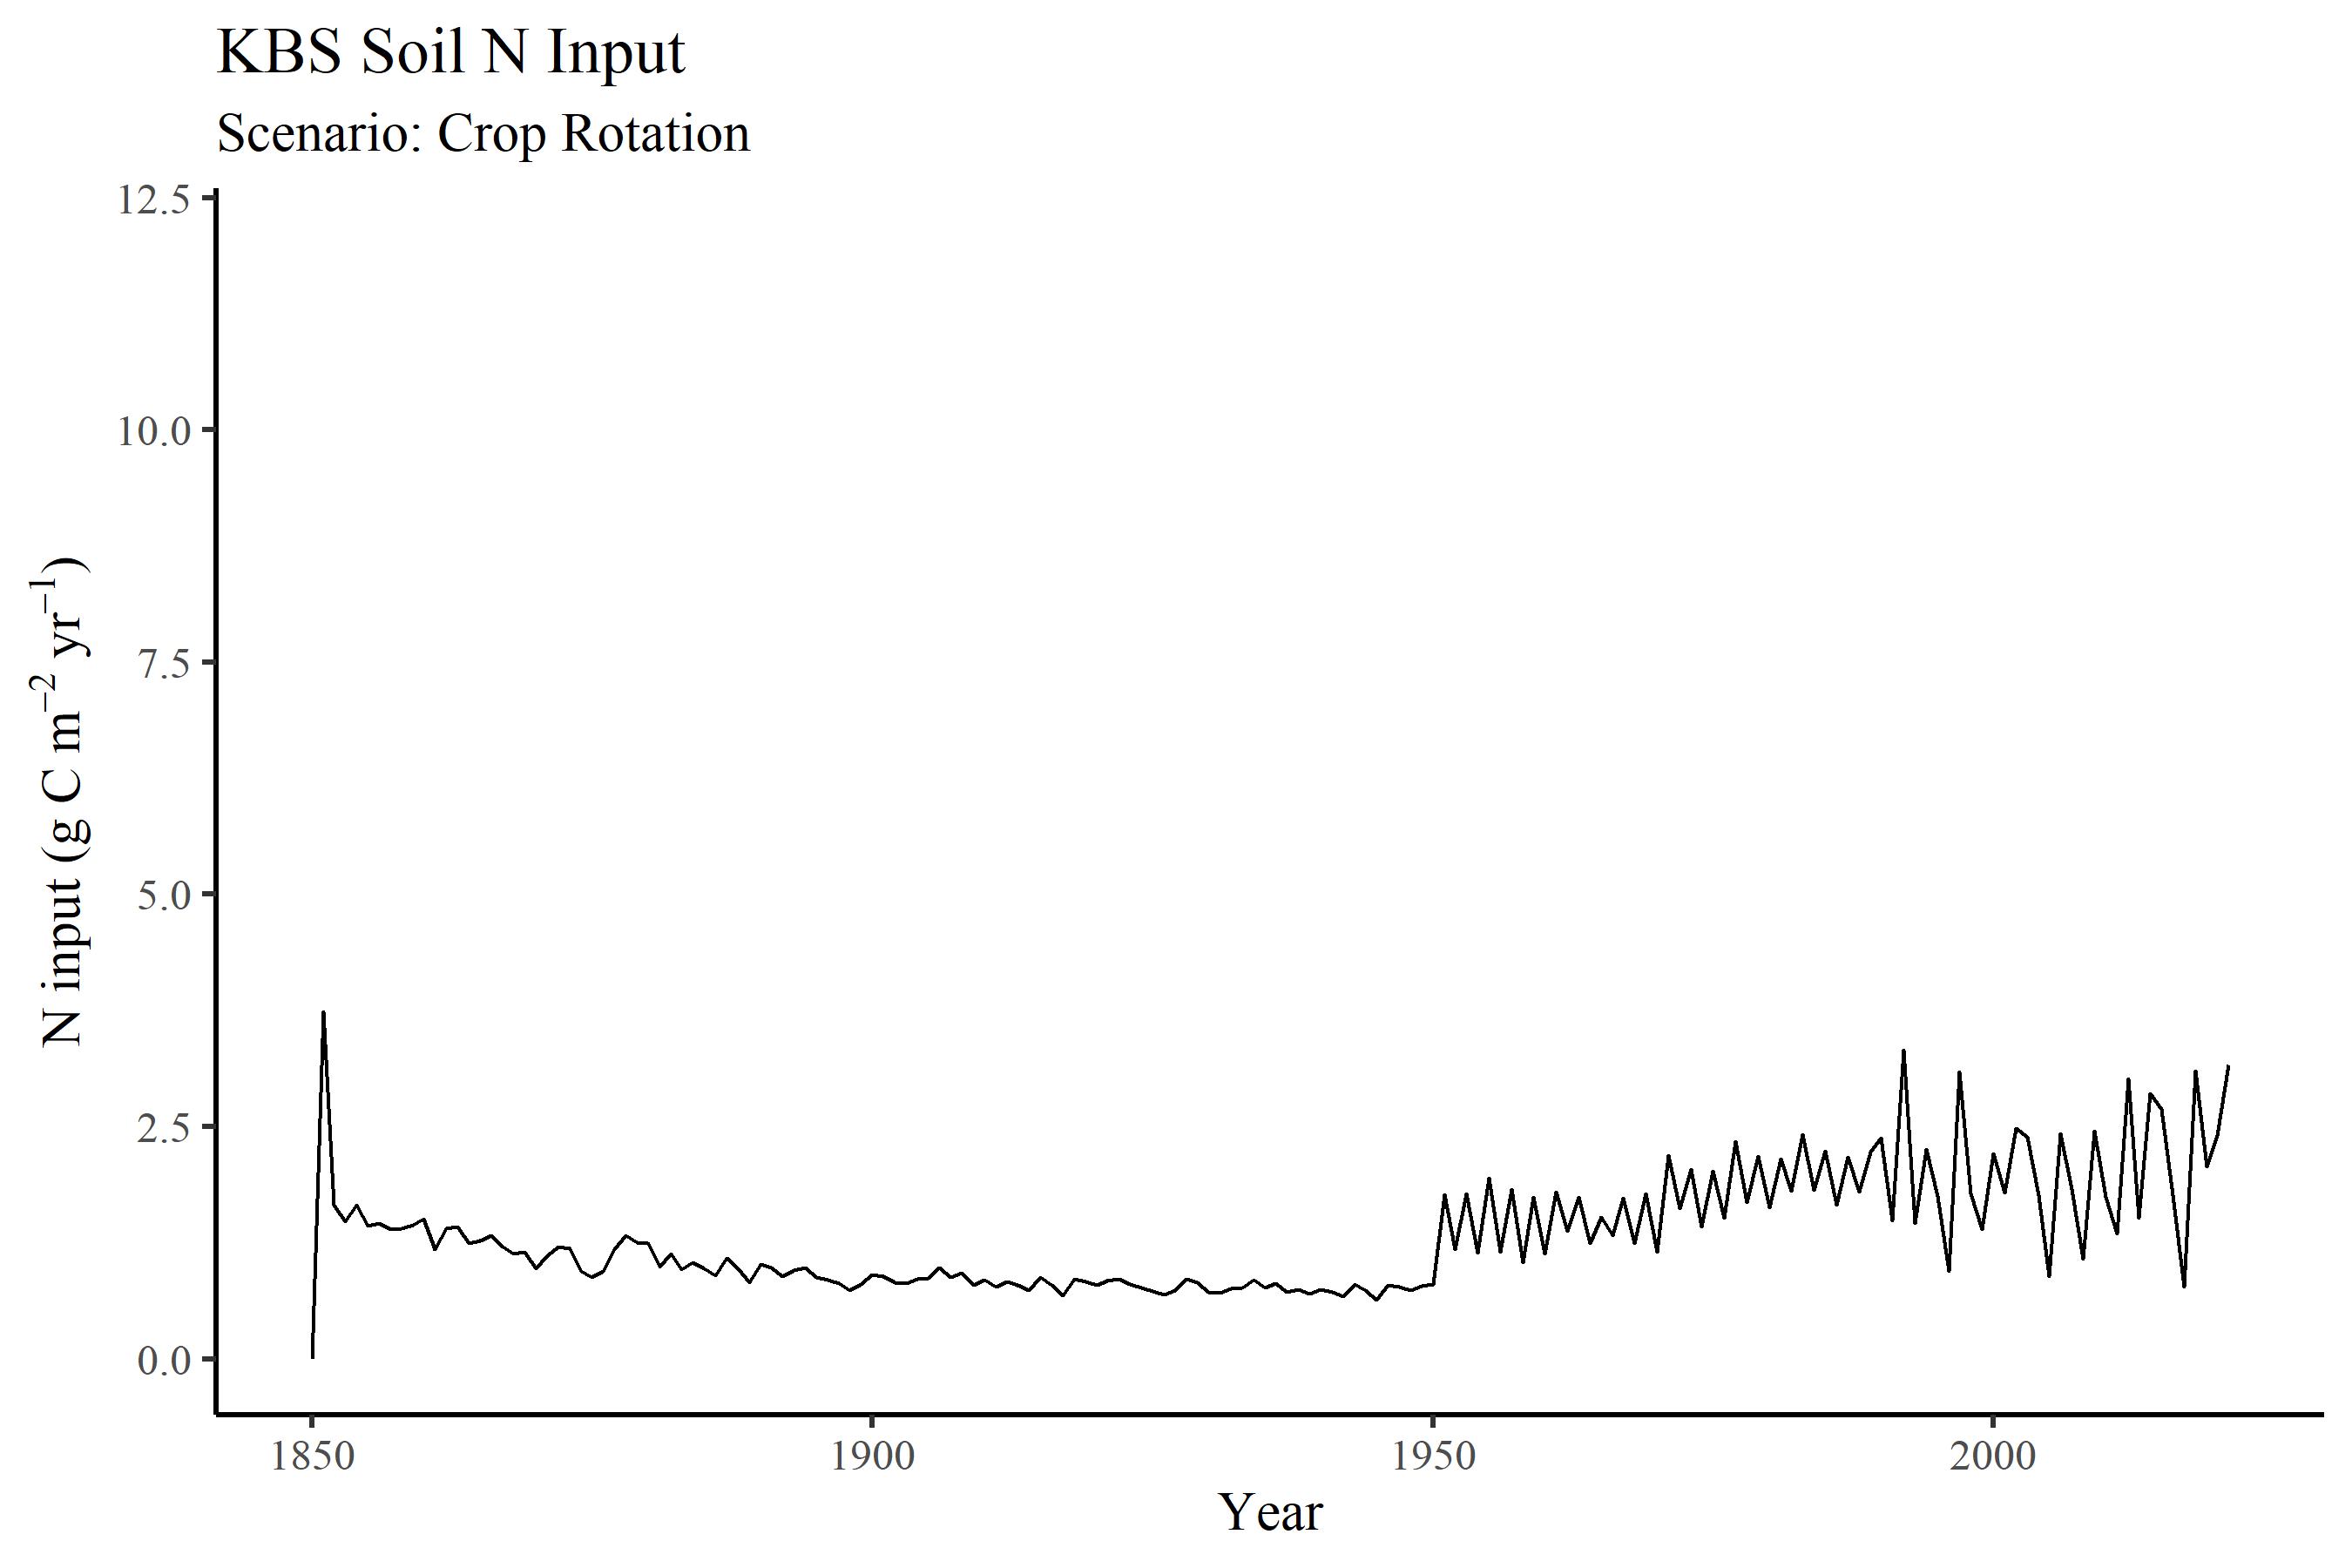 KBS Soil N Input
Scenario: Crop Rotation
12.5
10.0
7.5
5.0
2.5
0.0
N input (g C m⁻² yr⁻¹)
1850 1900 1950 2000
Year